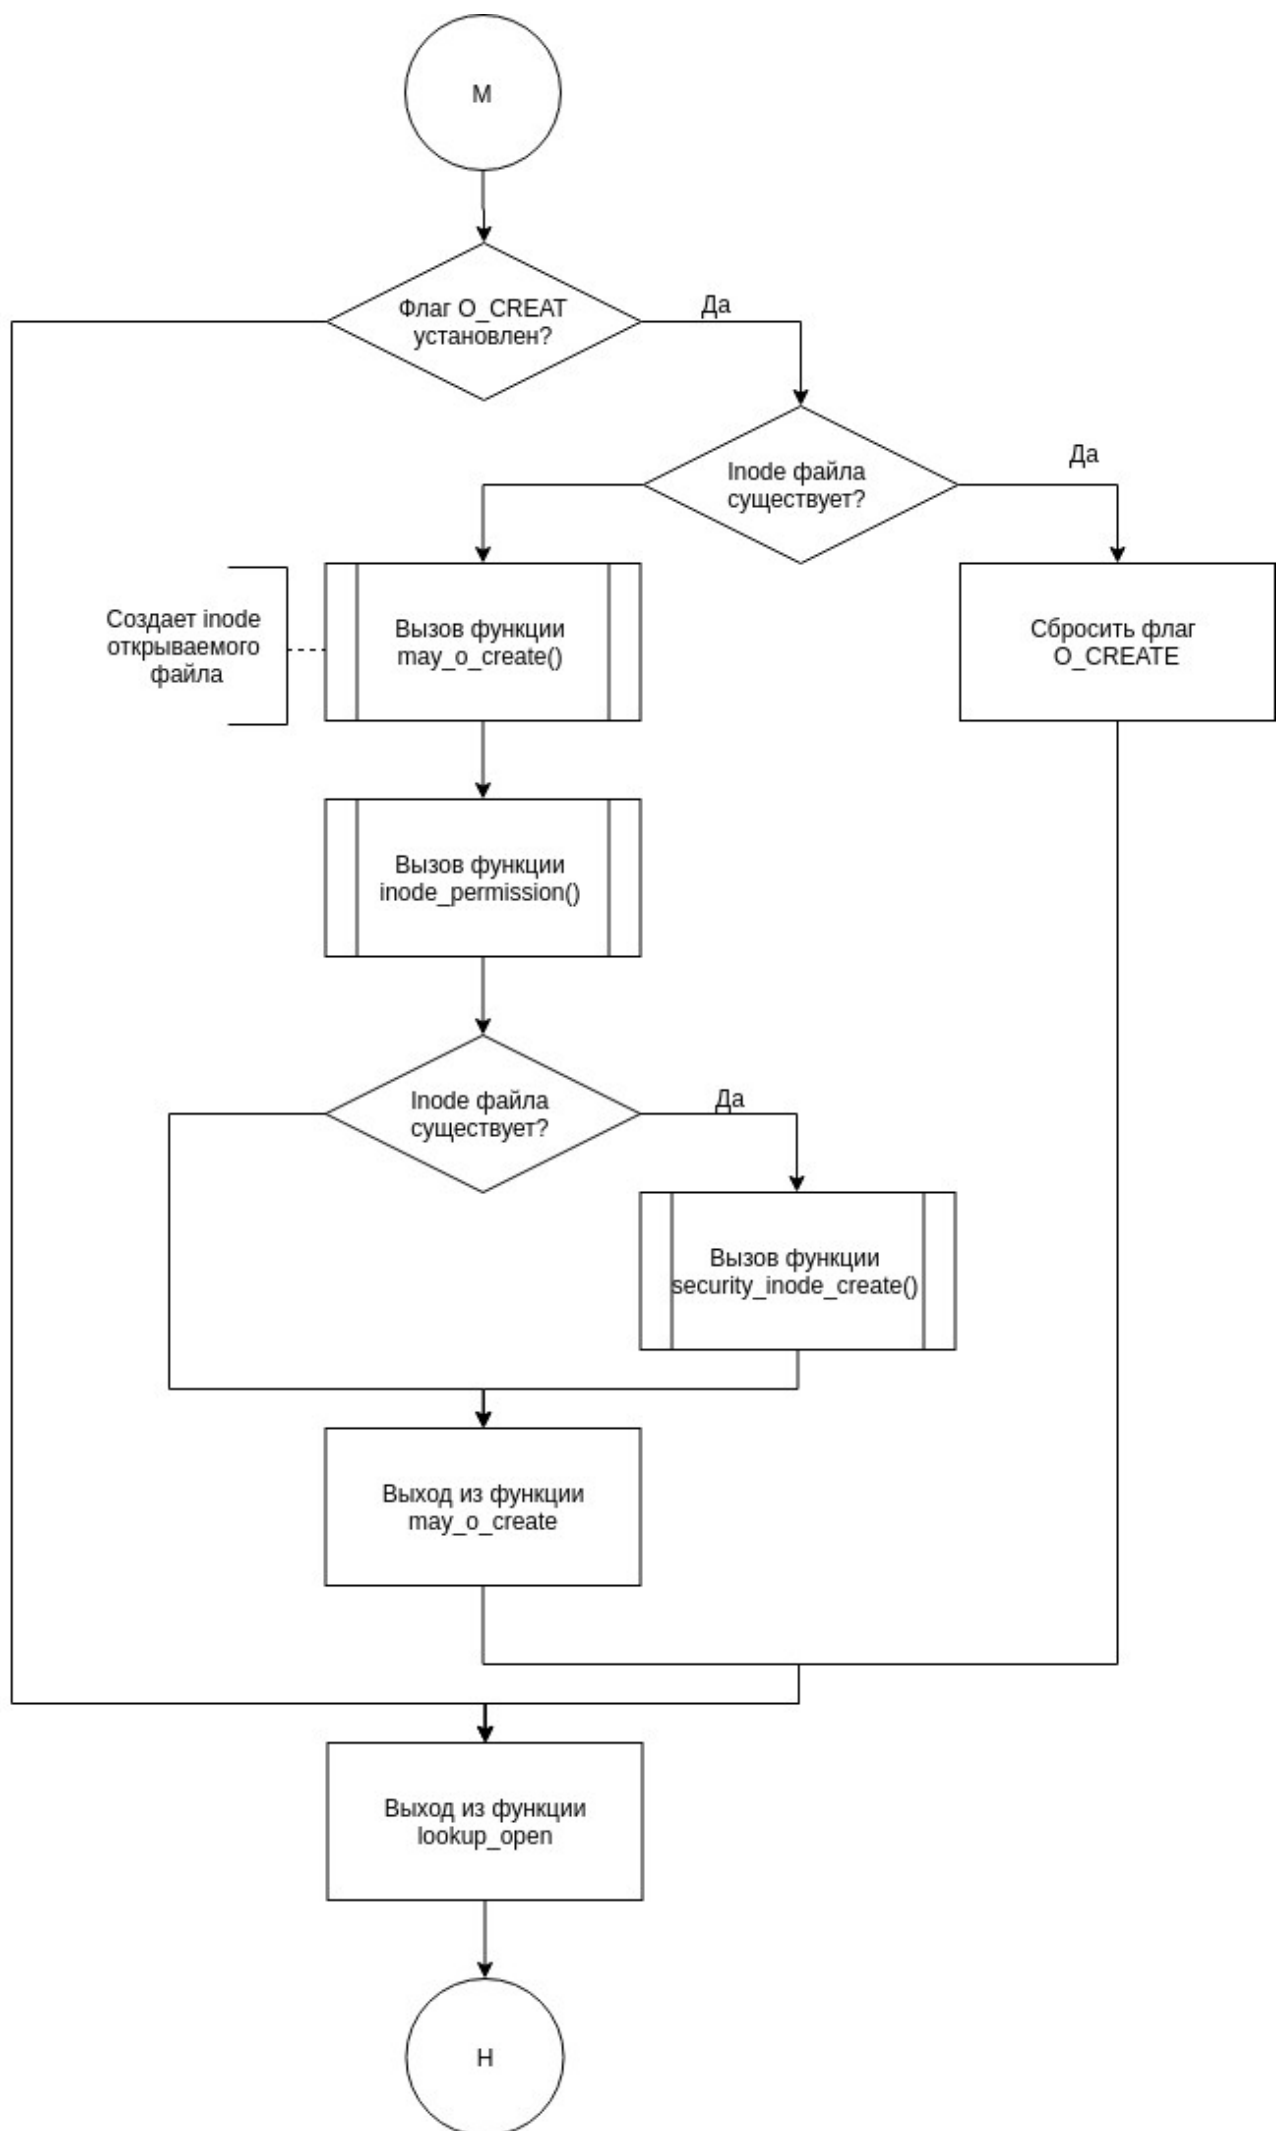 М
Флаг O_CREAT
установлен?
Да
Inode файла
существует?
Да
Создает inode
открываемого
файла
Вызов функции
may_o_create()
Сбросить флаг
O_CREATE
Вызов функции
inode_permission()
Inode файла
существует?
Да
Вызов функции
security_inode_create()
Выход из функции
may_o_create
Выход из функции
lookup_open
Н